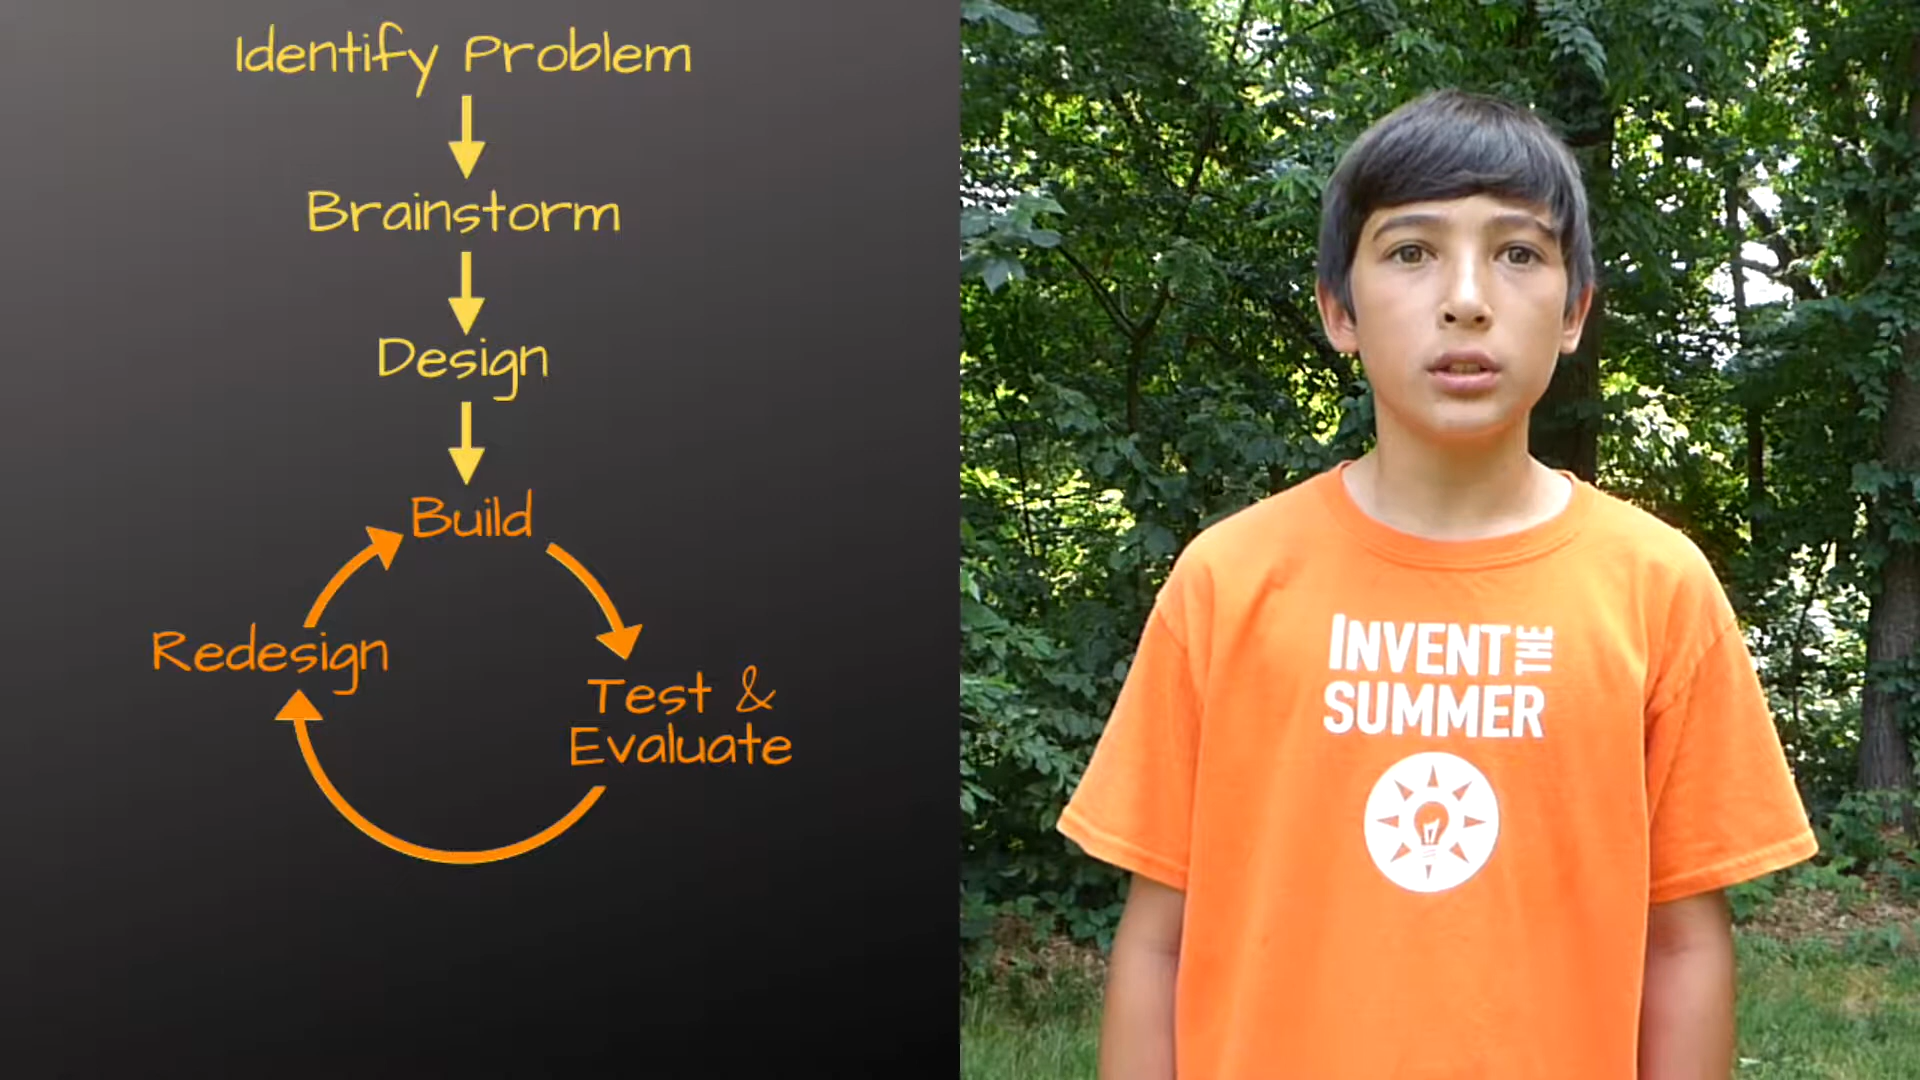 Identify Problem
Brainstorm
Design
Build
Redesign
Test &
Evaluate
INVENT THE
SUMMER